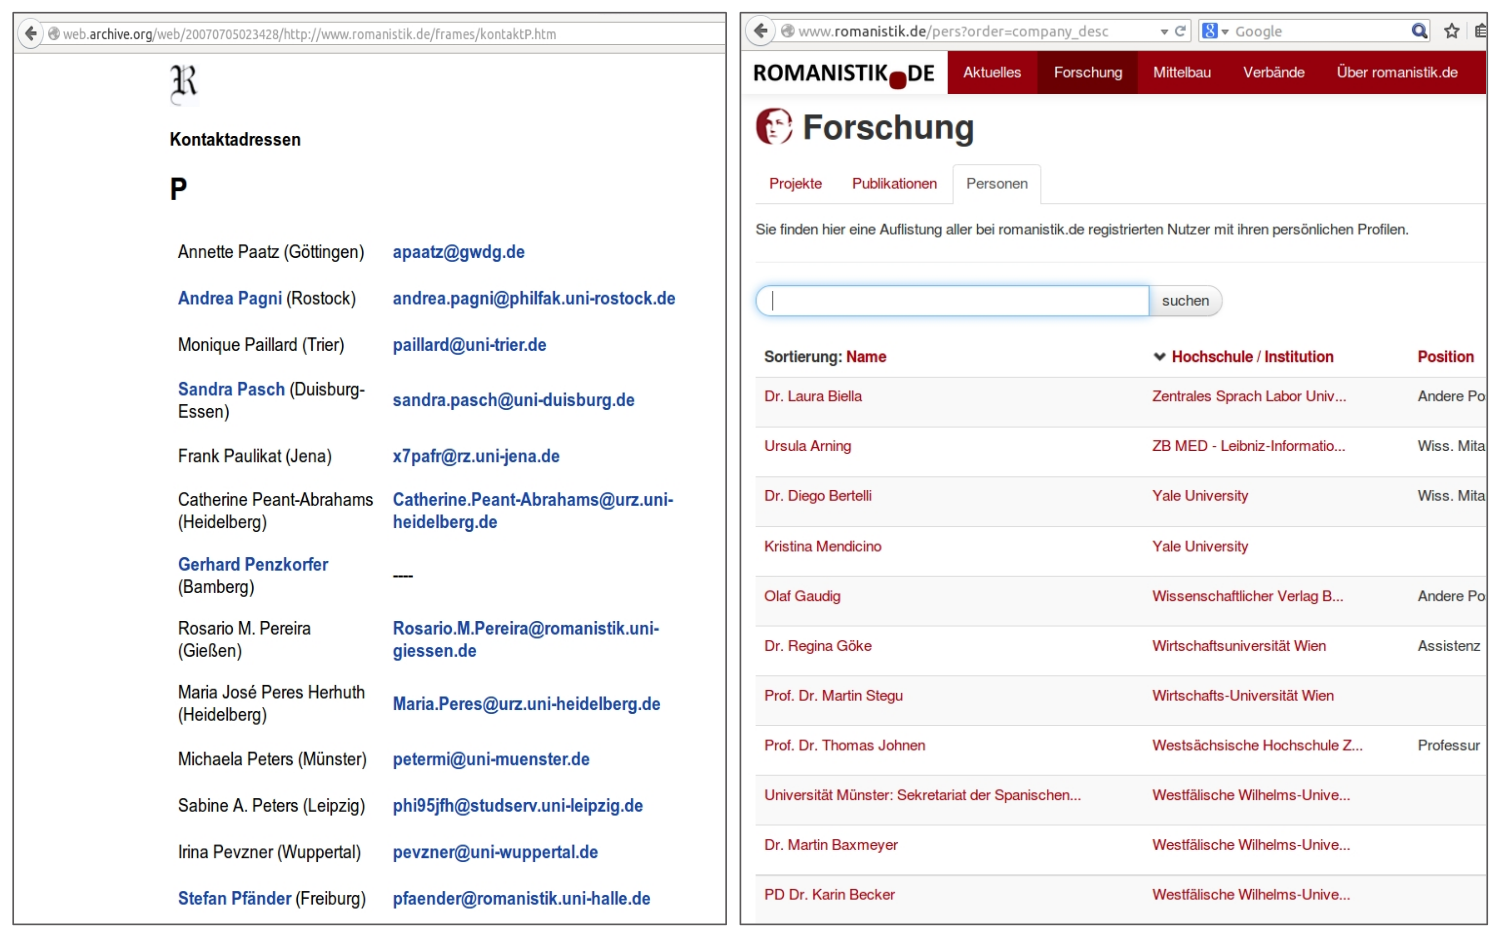 web.archive.org/web/20070705023428/http://www.romanistik.de/frames/kontaktP.htm
R
Kontaktadressen
P
Annette Paatz (Göttingen) apaatz@gwdg.de
Andrea Pagni (Rostock) andrea.pagni@philfak.uni-rostock.de
Monique Paillard (Trier) paillard@uni-trier.de
Sandra Pasch (Duisburg-
Essen) sandra.pasch@uni-duisburg.de
Frank Paulikat (Jena) x7pafr@rz.uni-jena.de
Catherine Peant-Abrahams Catherine.Peant-Abrahams@urz.uni-
(Heidelberg) heidelberg.de
Gerhard Penzkorfer
(Bamberg) ----
Rosario M. Pereira Rosario.M.Pereira@romanistik.uni-
(Gießen) giessen.de
Maria José Peres Herhuth
(Heidelberg) Maria.Peres@urz.uni-heidelberg.de
Michaela Peters (Münster) petermi@uni-muenster.de
Sabine A. Peters (Leipzig) phi95jfh@studserv.uni-leipzig.de
Irina Pevzner (Wuppertal) pevzner@uni-wuppertal.de
Stefan Pfänder (Freiburg) pfaender@romanistik.uni-halle.de
www.romanistik.de/pers?order=company_desc 8 Google
ROMANISTIK DE Aktuelles Forschung Mittelbau Verbände Über romanistik.de
Forschung
Projekte Publikationen Personen
Sie finden hier eine Auflistung aller bei romanistik.de registrierten Nutzer mit ihren persönlichen Profilen.
suchen
Sortierung: Name Hochschule / Institution Position
Dr. Laura Biella Zentrales Sprach Labor Univ... Andere Po
Ursula Arning ZB MED - Leibniz-Informatio... Wiss. Mita
Dr. Diego Bertelli Yale University Wiss. Mita
Kristina Mendicino Yale University
Olaf Gaudig Wissenschaftlicher Verlag B... Andere Po
Dr. Regina Göke Wirtschaftsuniversität Wien Assistenz
Prof. Dr. Martin Stegu Wirtschafts-Universität Wien
Prof. Dr. Thomas Johnen Westsächsische Hochschule Z... Professur
Universität Münster: Sekretariat der Spanischen... Westfälische Wilhelms-Unive...
Dr. Martin Baxmeyer Westfälische Wilhelms-Unive...
PD Dr. Karin Becker Westfälische Wilhelms-Unive...